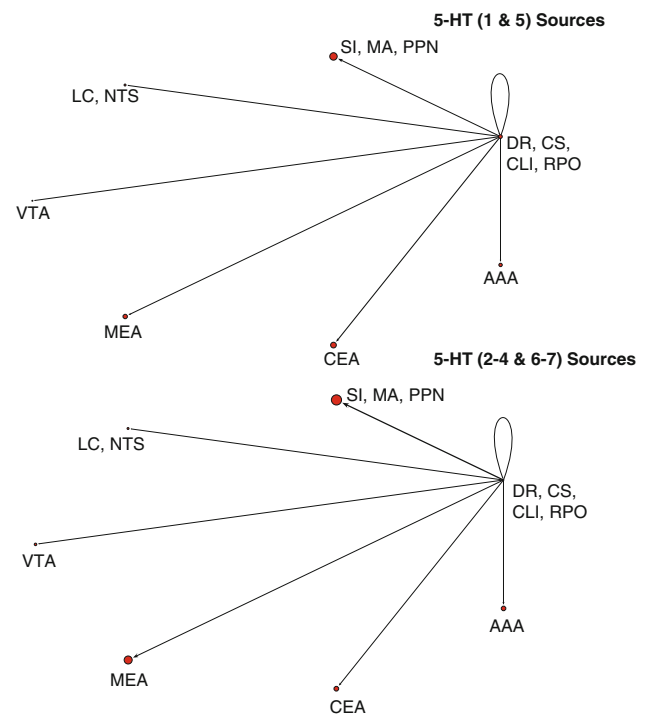 5-HT (1 & 5) Sources
SI, MA, PPN
LC, NTS
DR, CS,
CLI, RPO
VTA
AAA
MEA
CEA
5-HT (2-4 & 6-7) Sources
SI, MA, PPN
LC, NTS
DR, CS,
CLI, RPO
VTA
AAA
MEA
CEA